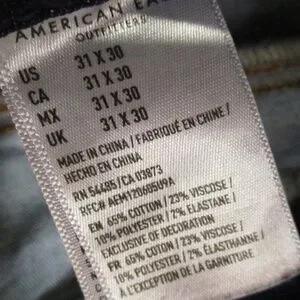 AMERICAN EA
OUTFITTERS
US 31 X 30
CA 31 X 30
MX 31 X 30
UK 31 X 30
MADE IN CHINA / FABRIQUÉ EN CHINE /
HECHO EN CHINA
RN 54485 / CA 03873
RFC# AEM1206059U9A
EN 65% COTTON / 23% VISCOSE /
10% POLYESTER / 2% ELASTANE /
EXCLUSIVE OF DECORATION
FR 65% COTON / 23% VISCOSE /
10% POLYESTER / 2% ÉLASTHANNE /
À L'EXCEPTION DE LA GARNITURE